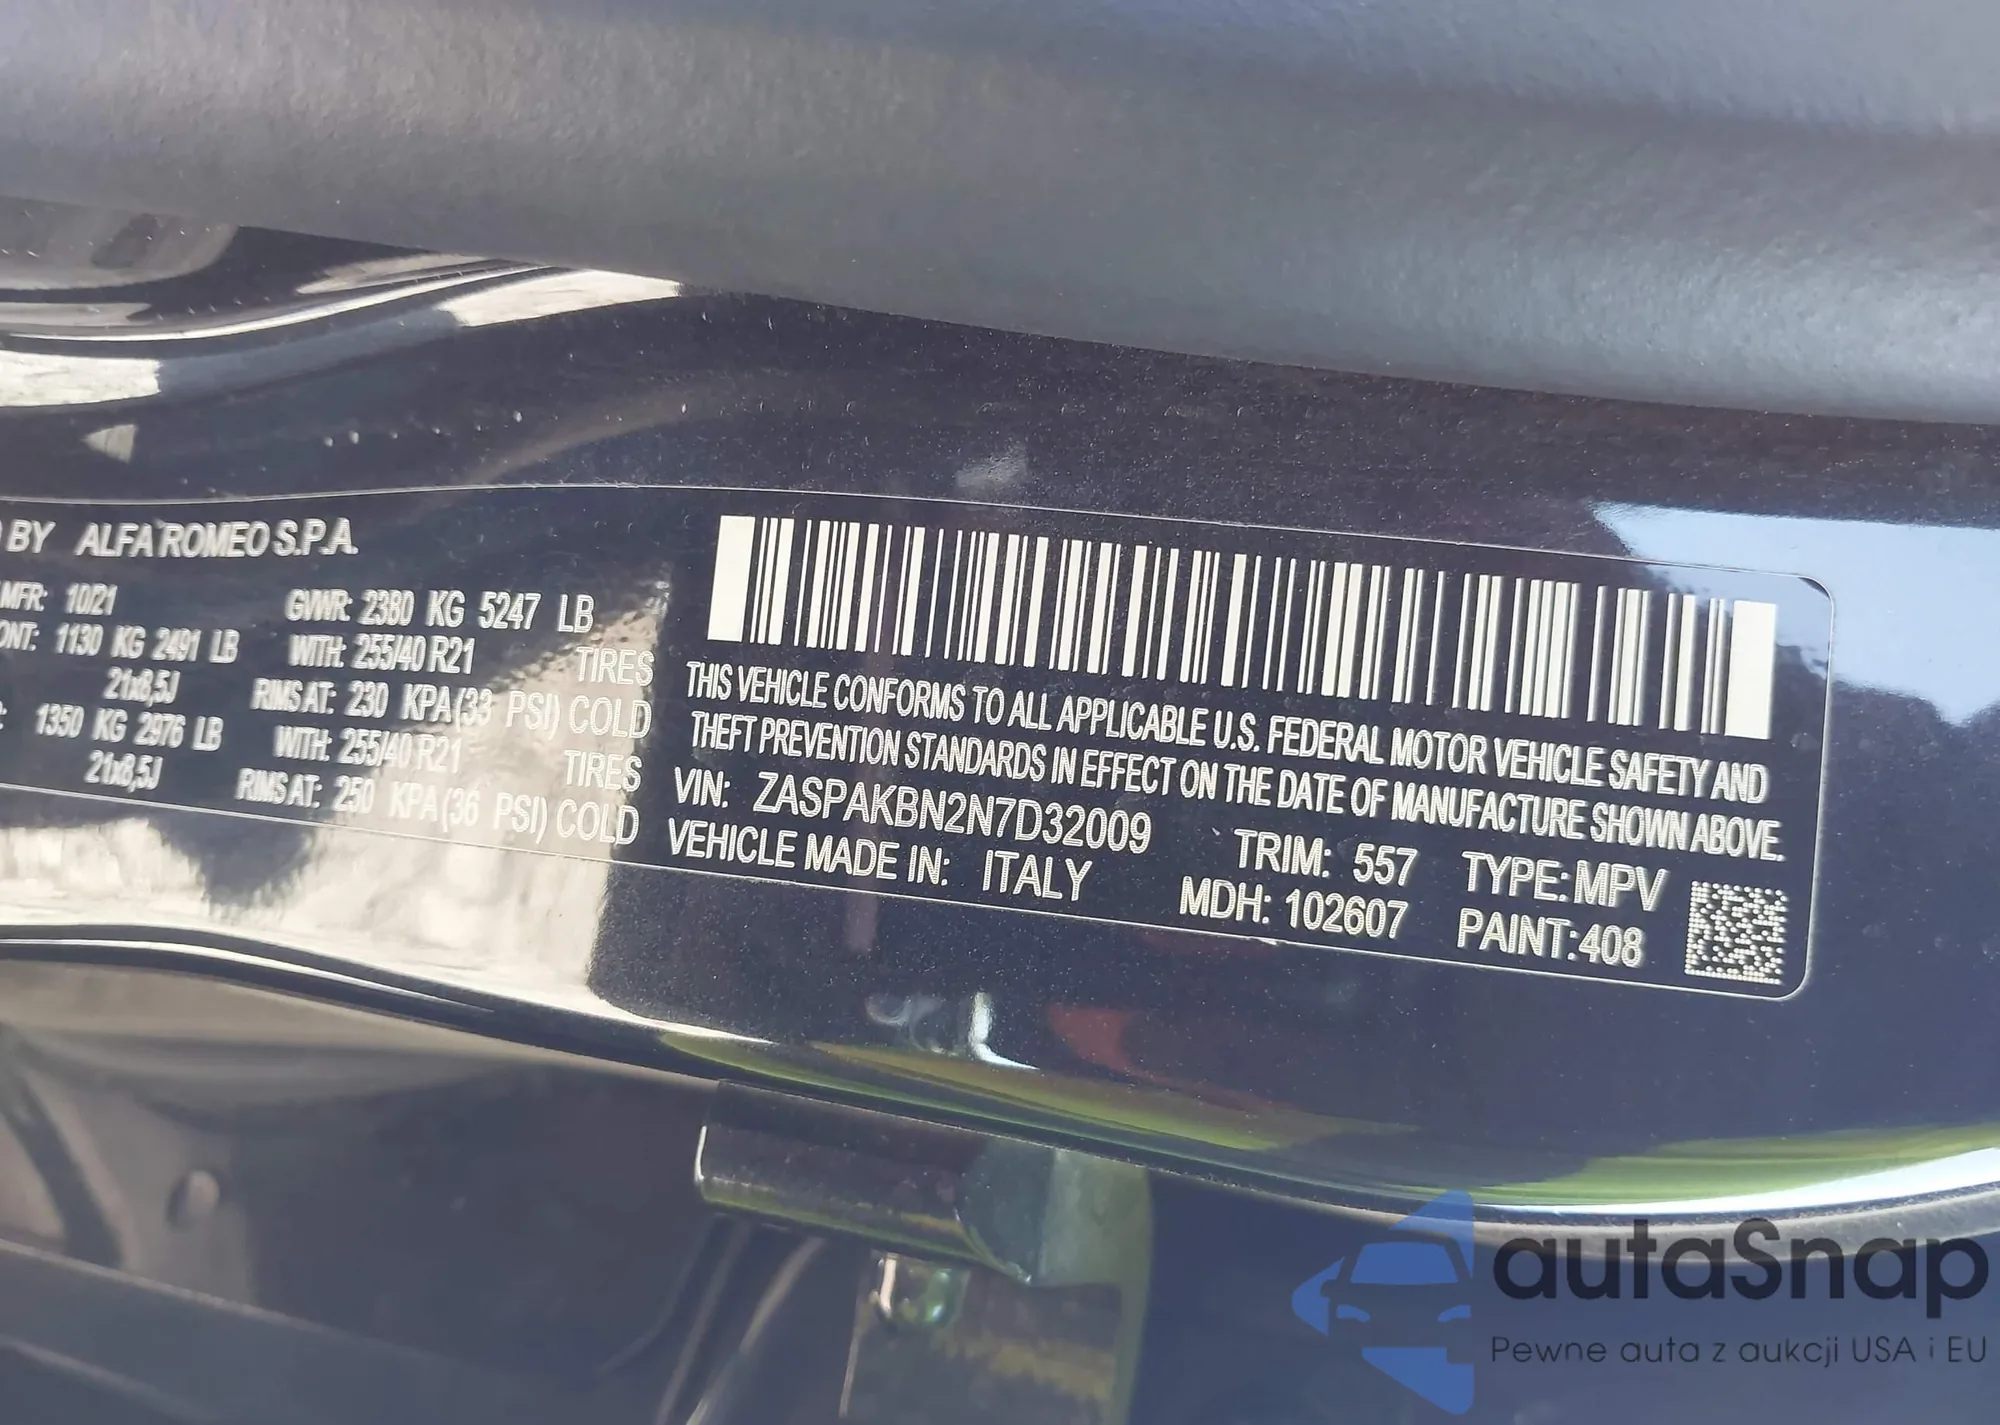 BY ALFA ROMEO S.P.A.
MFR: 10/21 GVWR: 2380 KG 5247 LB
ONT: 1130 KG 2491 LB WITH: 255/40 R21 TIRES
21x8,5J RIMS AT: 230 KPA (33 PSI) COLD
: 1350 KG 2976 LB WITH: 255/40 R21 TIRES
21x8,5J RIMS AT: 250 KPA (36 PSI) COLD
THIS VEHICLE CONFORMS TO ALL APPLICABLE U.S. FEDERAL MOTOR VEHICLE SAFETY AND
THEFT PREVENTION STANDARDS IN EFFECT ON THE DATE OF MANUFACTURE SHOWN ABOVE.
VIN: ZASPAKBN2N7D32009 TRIM: 557 TYPE: MPV
VEHICLE MADE IN: ITALY MDH: 102607 PAINT: 408
autaSnap
Pewne auta z aukcji USA i EU